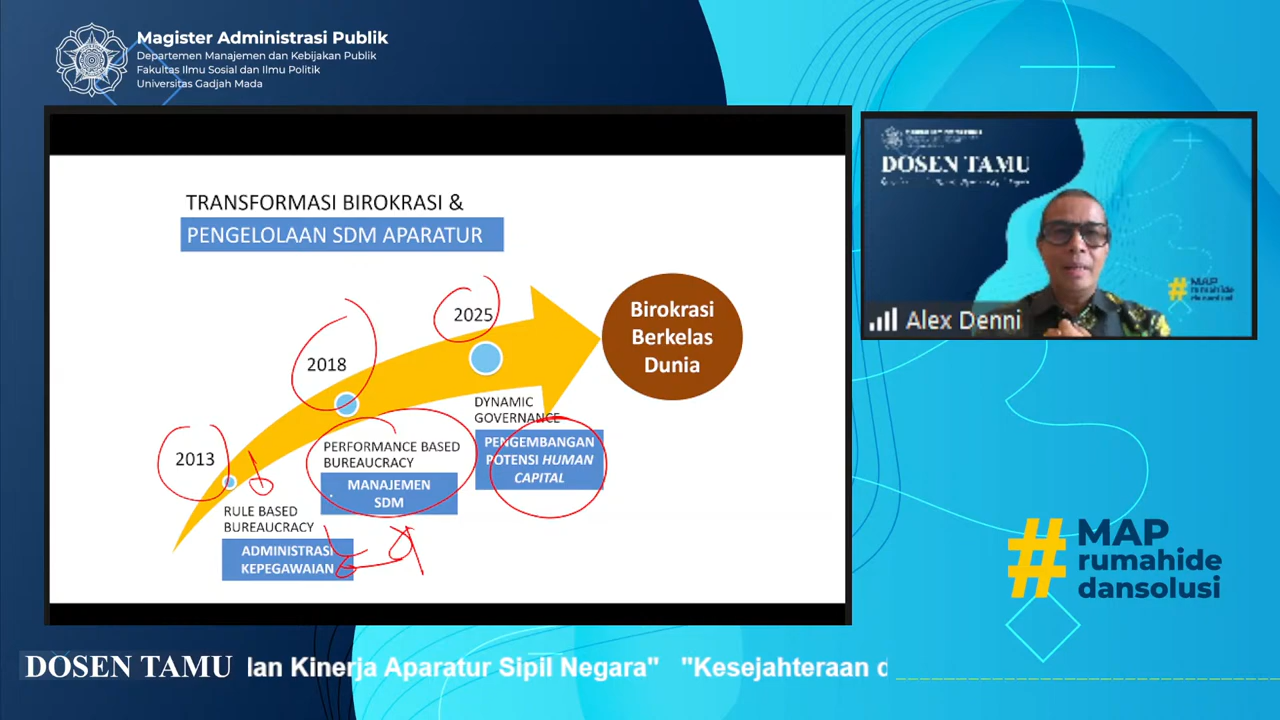 Magister Administrasi Publik
Departemen Manajemen dan Kebijakan Publik
Fakultas Ilmu Sosial dan Ilmu Politik
Universitas Gadjah Mada
TRANSFORMASI BIROKRASI &
PENGELOLAAN SDM APARATUR
2025
2018
2013
Birokrasi
Berkelas
Dunia
DYNAMIC
GOVERNANCE
PENGEMBANGAN
POTENSI HUMAN
CAPITAL
PERFORMANCE BASED
BUREAUCRACY
MANAJEMEN
SDM
RULE BASED
BUREAUCRACY
ADMINISTRASI
KEPEGAWAIAN
DOSEN TAMU
#MAP
rumahide
dansolusi
Alex Denni
#MAP
rumahide
dansolusi
DOSEN TAMU lan Kinerja Aparatur Sipil Negara" "Kesejahteraan d